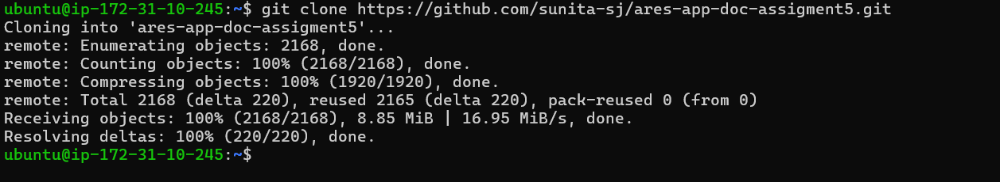 ubuntu@ip-172-31-10-245:~$ git clone https://github.com/sunita-sj/ares-app-doc-assigment5.git
Cloning into 'ares-app-doc-assigment5'...
remote: Enumerating objects: 2168, done.
remote: Counting objects: 100% (2168/2168), done.
remote: Compressing objects: 100% (1920/1920), done.
remote: Total 2168 (delta 220), reused 2165 (delta 220), pack-reused 0 (from 0)
Receiving objects: 100% (2168/2168), 8.85 MiB | 16.95 MiB/s, done.
Resolving deltas: 100% (220/220), done.
ubuntu@ip-172-31-10-245:~$